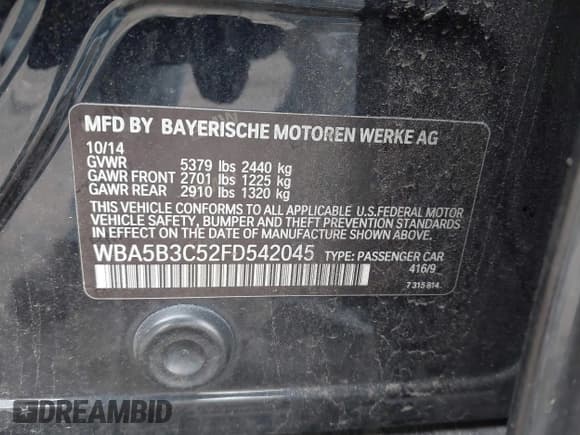 MFD BY BAYERISCHE MOTOREN WERKE AG
10/14
GVWR 5379 lbs 2440 kg
GAWR FRONT 2701 lbs 1225 kg
GAWR REAR 2910 lbs 1320 kg
THIS VEHICLE CONFORMS TO ALL APPLICABLE U.S.FEDERAL MOTOR
VEHICLE SAFETY, BUMPER, AND THEFT PREVENTION STANDARDS
IN EFFECT ON THE DATE OF MANUFACTURE SHOWN ABOVE.
WBA5B3C52FD542045 TYPE: PASSENGER CAR
416/9
7 315 814
DREAMBID